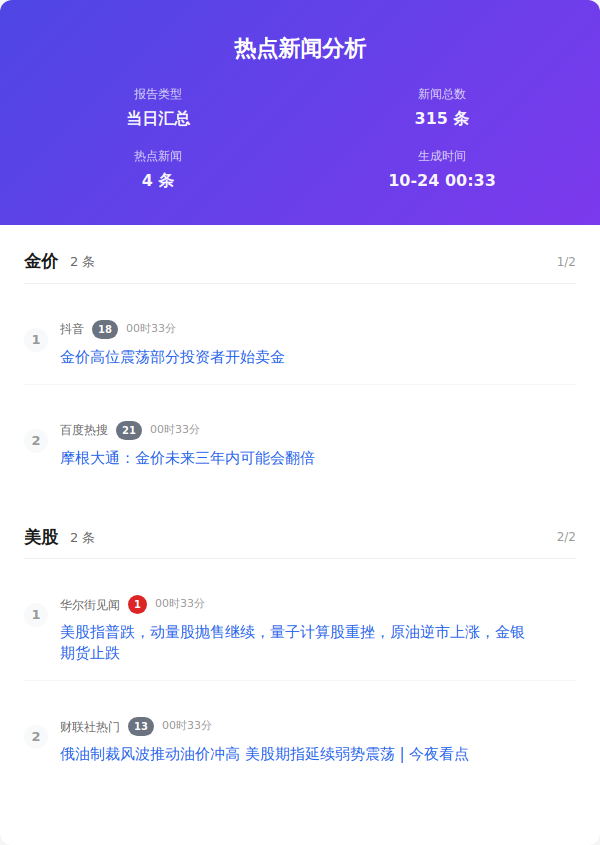 热点新闻分析
报告类型
新闻总数
当日汇总
315 条
热点新闻
生成时间
4 条
10-24 00:33
金价 2 条 1/2
1 抖音 18 00时33分
金价高位震荡部分投资者开始卖金
2 百度热搜 21 00时33分
摩根大通：金价未来三年内可能会翻倍
美股 2 条 2/2
1 华尔街见闻 1 00时33分
美股指普跌，动量股抛售继续，量子计算股重挫，原油逆市上涨，金银
期货止跌
2 财联社热门 13 00时33分
俄油制裁风波推动油价冲高 美股期指延续弱势震荡 | 今夜看点